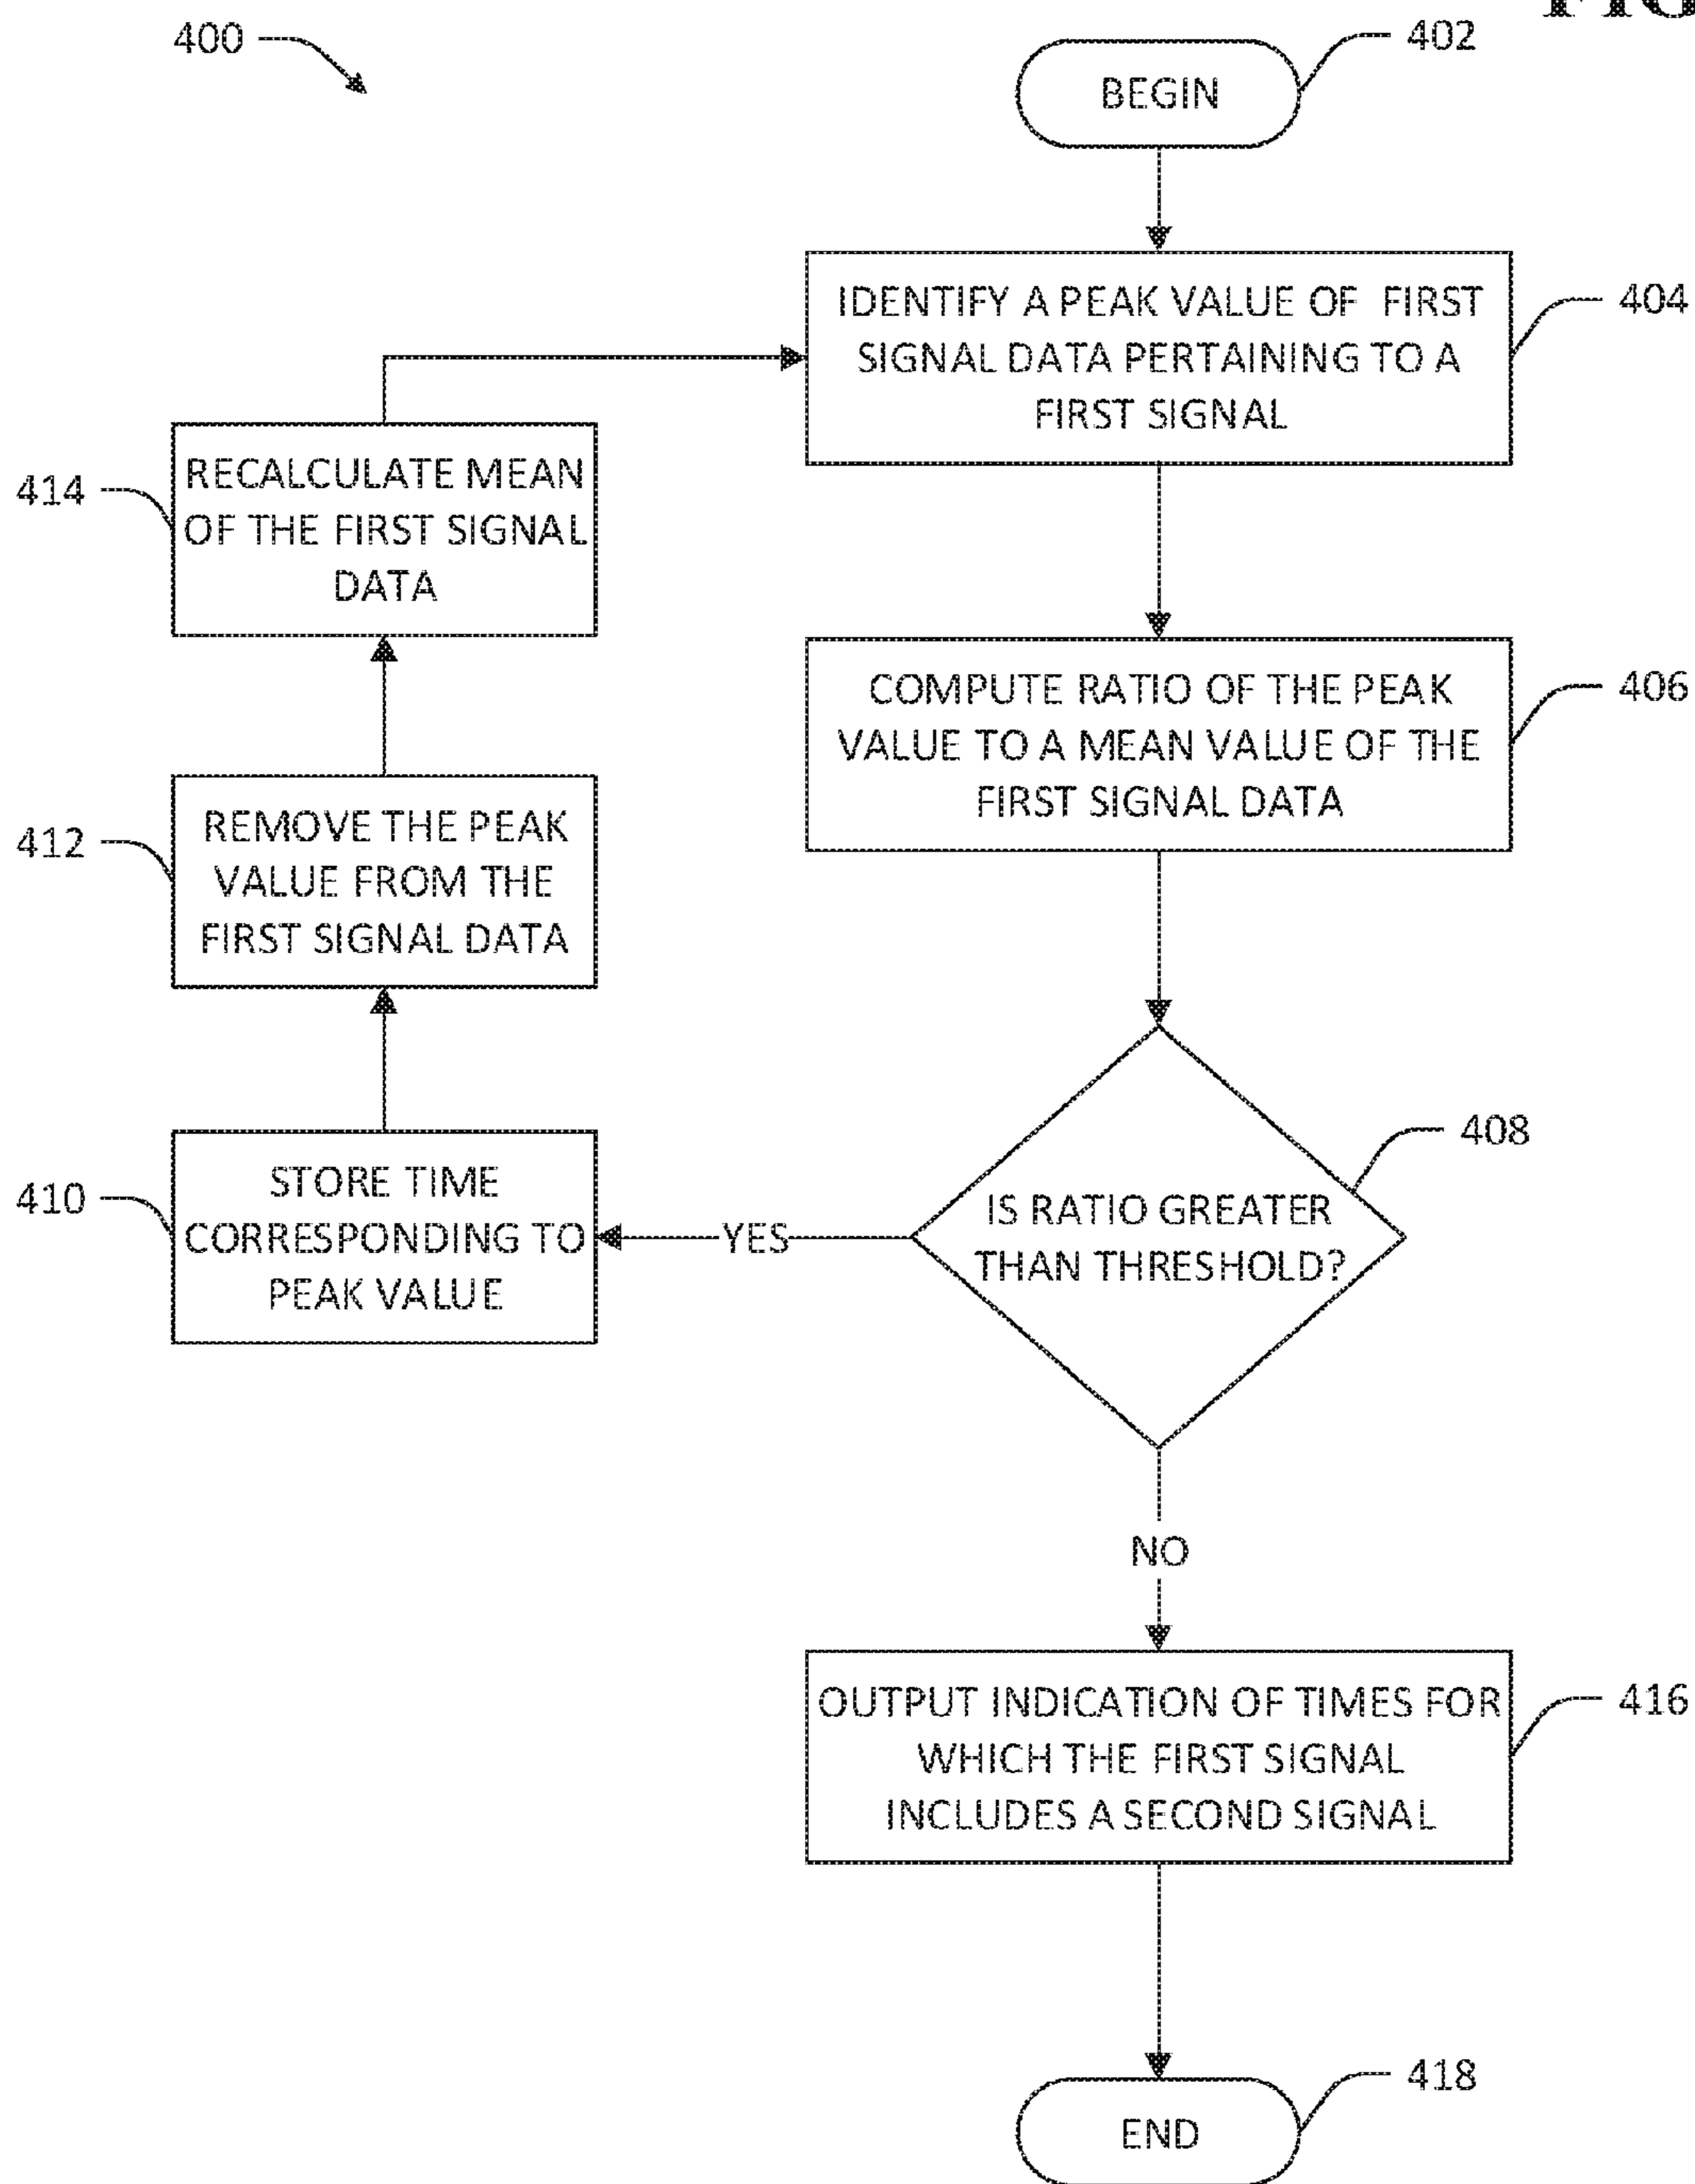 FIG
400
402
BEGIN
IDENTIFY A PEAK VALUE OF FIRST
SIGNAL DATA PERTAINING TO A
FIRST SIGNAL
404
RECALCULATE MEAN
OF THE FIRST SIGNAL
DATA
414
COMPUTE RATIO OF THE PEAK
VALUE TO A MEAN VALUE OF THE
FIRST SIGNAL DATA
406
REMOVE THE PEAK
VALUE FROM THE
FIRST SIGNAL DATA
412
IS RATIO GREATER
THAN THRESHOLD?
408
YES
STORE TIME
CORRESPONDING TO
PEAK VALUE
410
NO
OUTPUT INDICATION OF TIMES FOR
WHICH THE FIRST SIGNAL
INCLUDES A SECOND SIGNAL
416
END
418